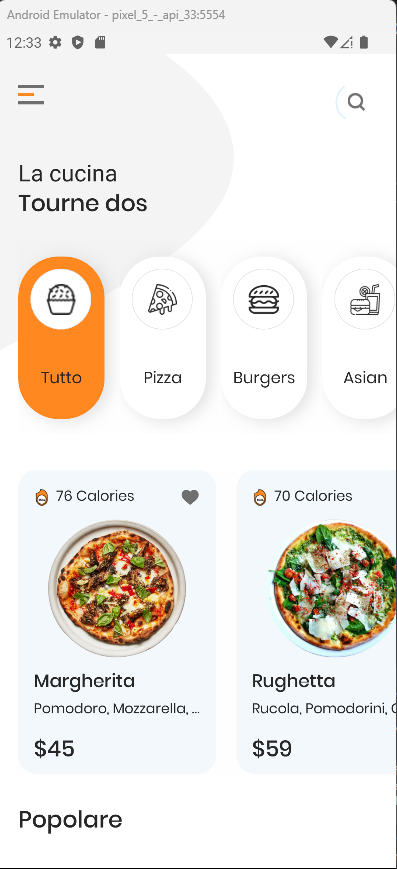 Android Emulator - pixel_5_-_api_33:5554
12:33
La cucina
Tourne dos
Tutto
Pizza
Burgers
Asian
76 Calories
70 Calories
Margherita
Rughetta
Pomodoro, Mozzarella, ...
Rucola, Pomodorini,
$45
$59
Popolare